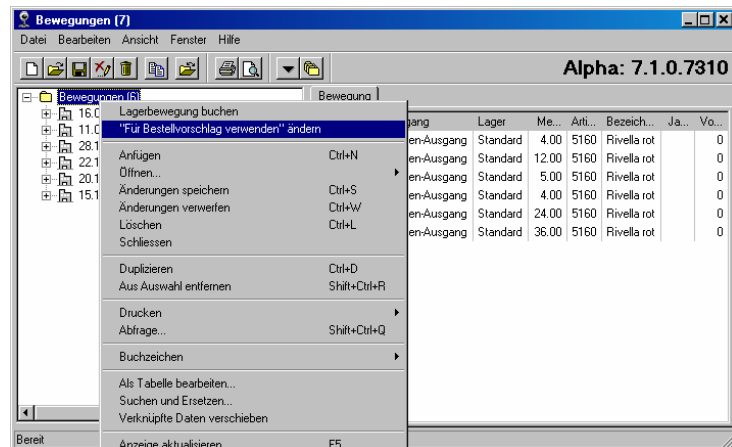 Bewegungen (7)
Datei Bearbeiten Ansicht Fenster Hilfe
Alpha: 7.1.0.7310
Bewegungen (6) Bewegung
16.0
11.0
28.1
22.1
20.1
15.1
gang Lager Me... Arti... Bezeich... Ja... Vo...
en-Ausgang Standard 4.00 5160 Rivella rot 0
en-Ausgang Standard 12.00 5160 Rivella rot 0
en-Ausgang Standard 5.00 5160 Rivella rot 0
en-Ausgang Standard 4.00 5160 Rivella rot 0
en-Ausgang Standard 24.00 5160 Rivella rot 0
en-Ausgang Standard 36.00 5160 Rivella rot 0
Lagerbewegung buchen
"Für Bestellvorschlag verwenden" ändern
Anfügen Ctrl+N
Öffnen...
Änderungen speichern Ctrl+S
Änderungen verwerfen Ctrl+W
Löschen Ctrl+L
Schliessen
Duplizieren Ctrl+D
Aus Auswahl entfernen Shift+Ctrl+R
Drucken
Abfrage... Shift+Ctrl+Q
Buchzeichen
Als Tabelle bearbeiten...
Suchen und Ersetzen...
Verknüpfte Daten verschieben
Anzeige aktualisieren F5
Bereit